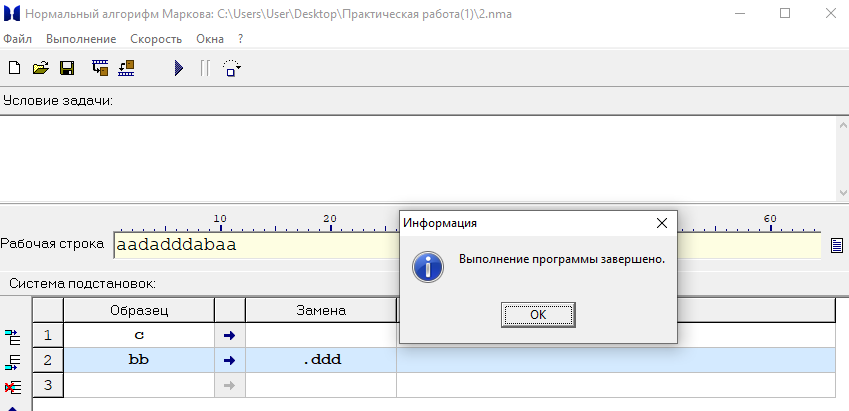 Нормальный алгорифм Маркова: C:\Users\User\Desktop\Практическая работа(1)\2.nma
Файл Выполнение Скорость Окна ?
Условие задачи:
10 20 60
Рабочая строка aadadddabaa
Информация
Выполнение программы завершено.
OK
Система подстановок:
Образец Замена
1 c
2 bb .ddd
3